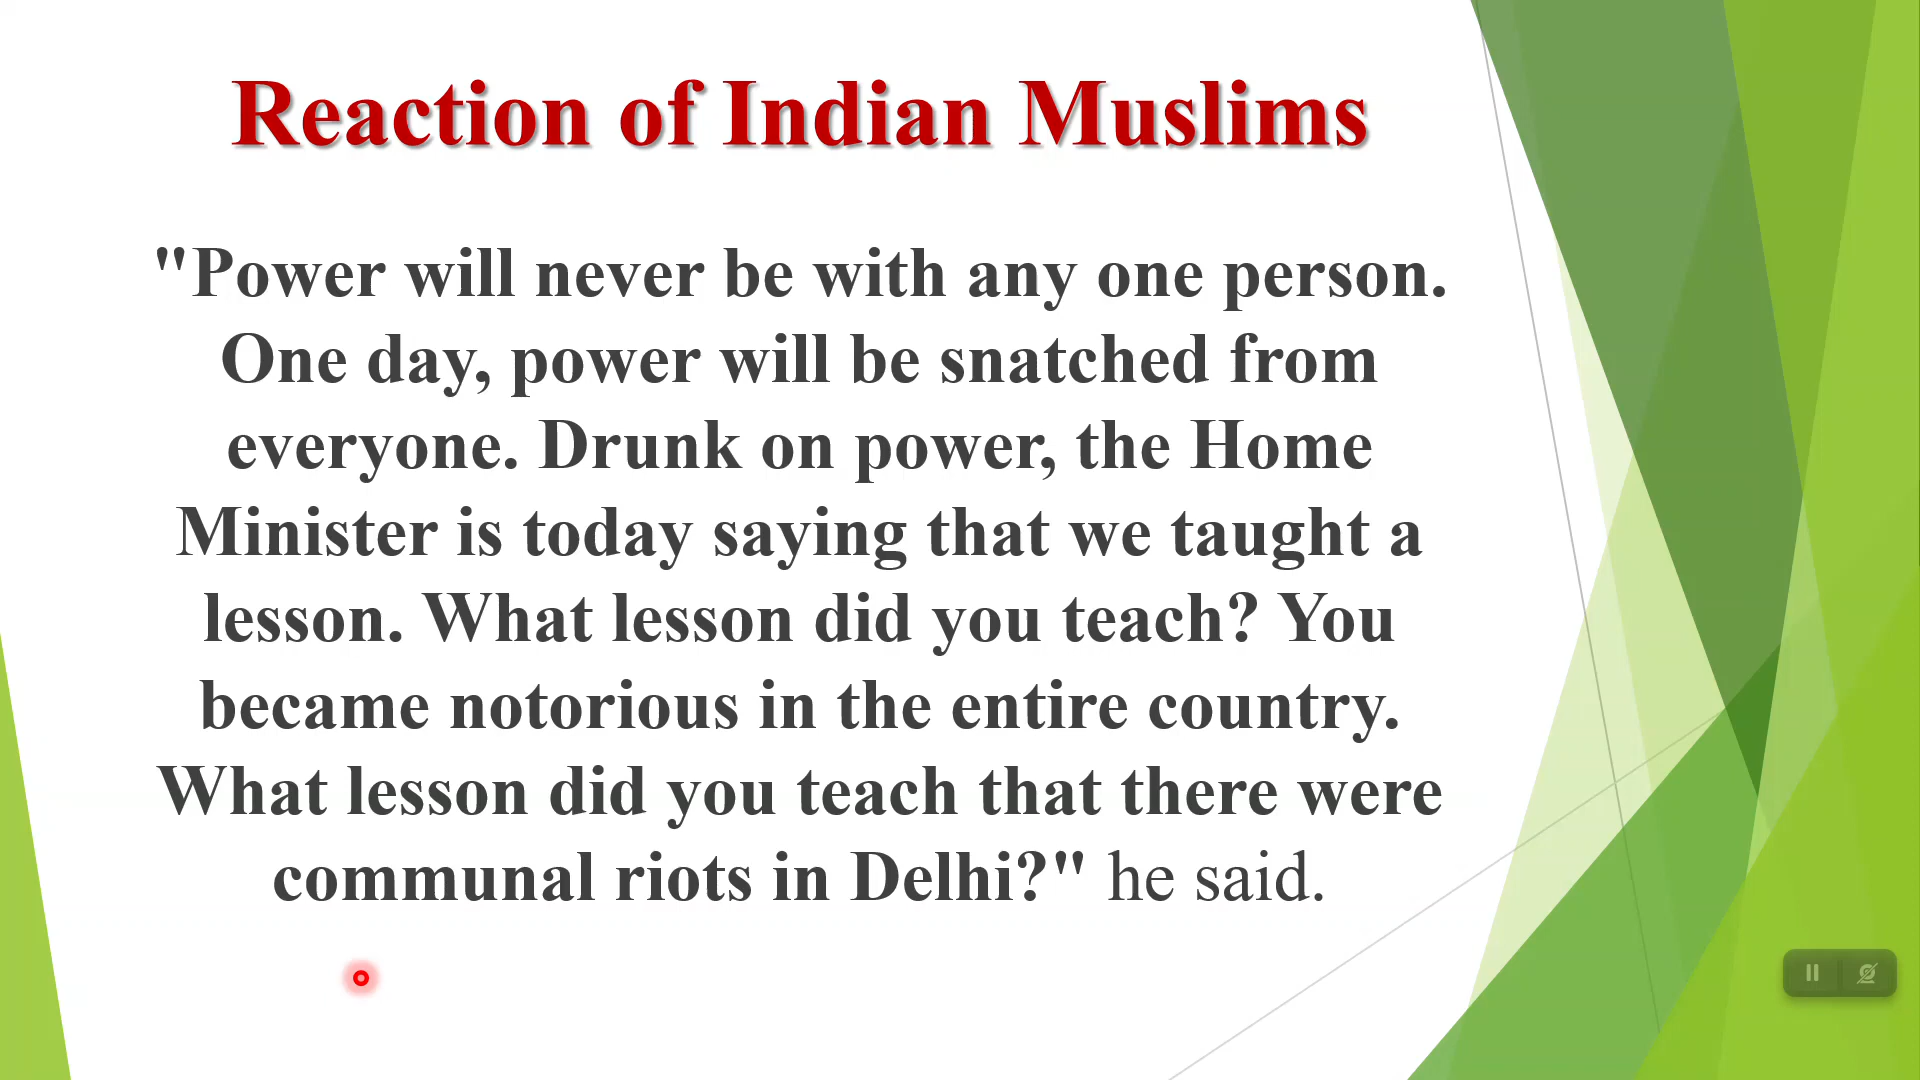 Reaction of Indian Muslims
"Power will never be with any one person.
One day, power will be snatched from
everyone. Drunk on power, the Home
Minister is today saying that we taught a
lesson. What lesson did you teach? You
became notorious in the entire country.
What lesson did you teach that there were
communal riots in Delhi?" he said.